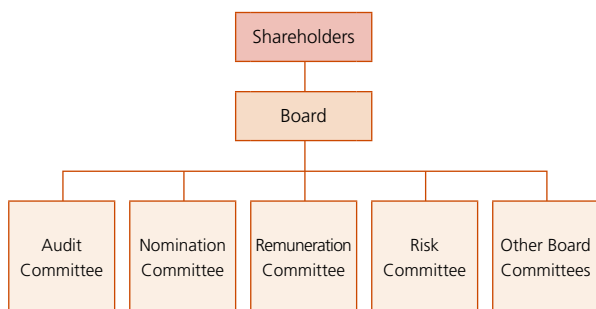 Shareholders
Board
Audit
Committee
Nomination
Committee
Remuneration
Committee
Risk
Committee
Other Board
Committees